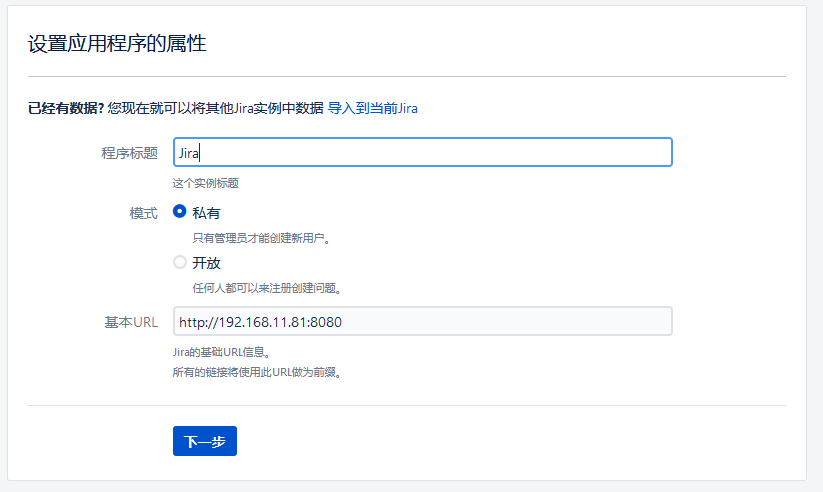 设置应用程序的属性
已经有数据? 您现在就可以将其他Jira实例中数据 导入到当前Jira
程序标题 Jira
这个实例标题
模式 私有
只有管理员才能创建新用户。
开放
任何人都可以来注册创建问题。
基本URL http://192.168.11.81:8080
Jira的基础URL信息。
所有的链接将使用此URL做为前缀。
下一步